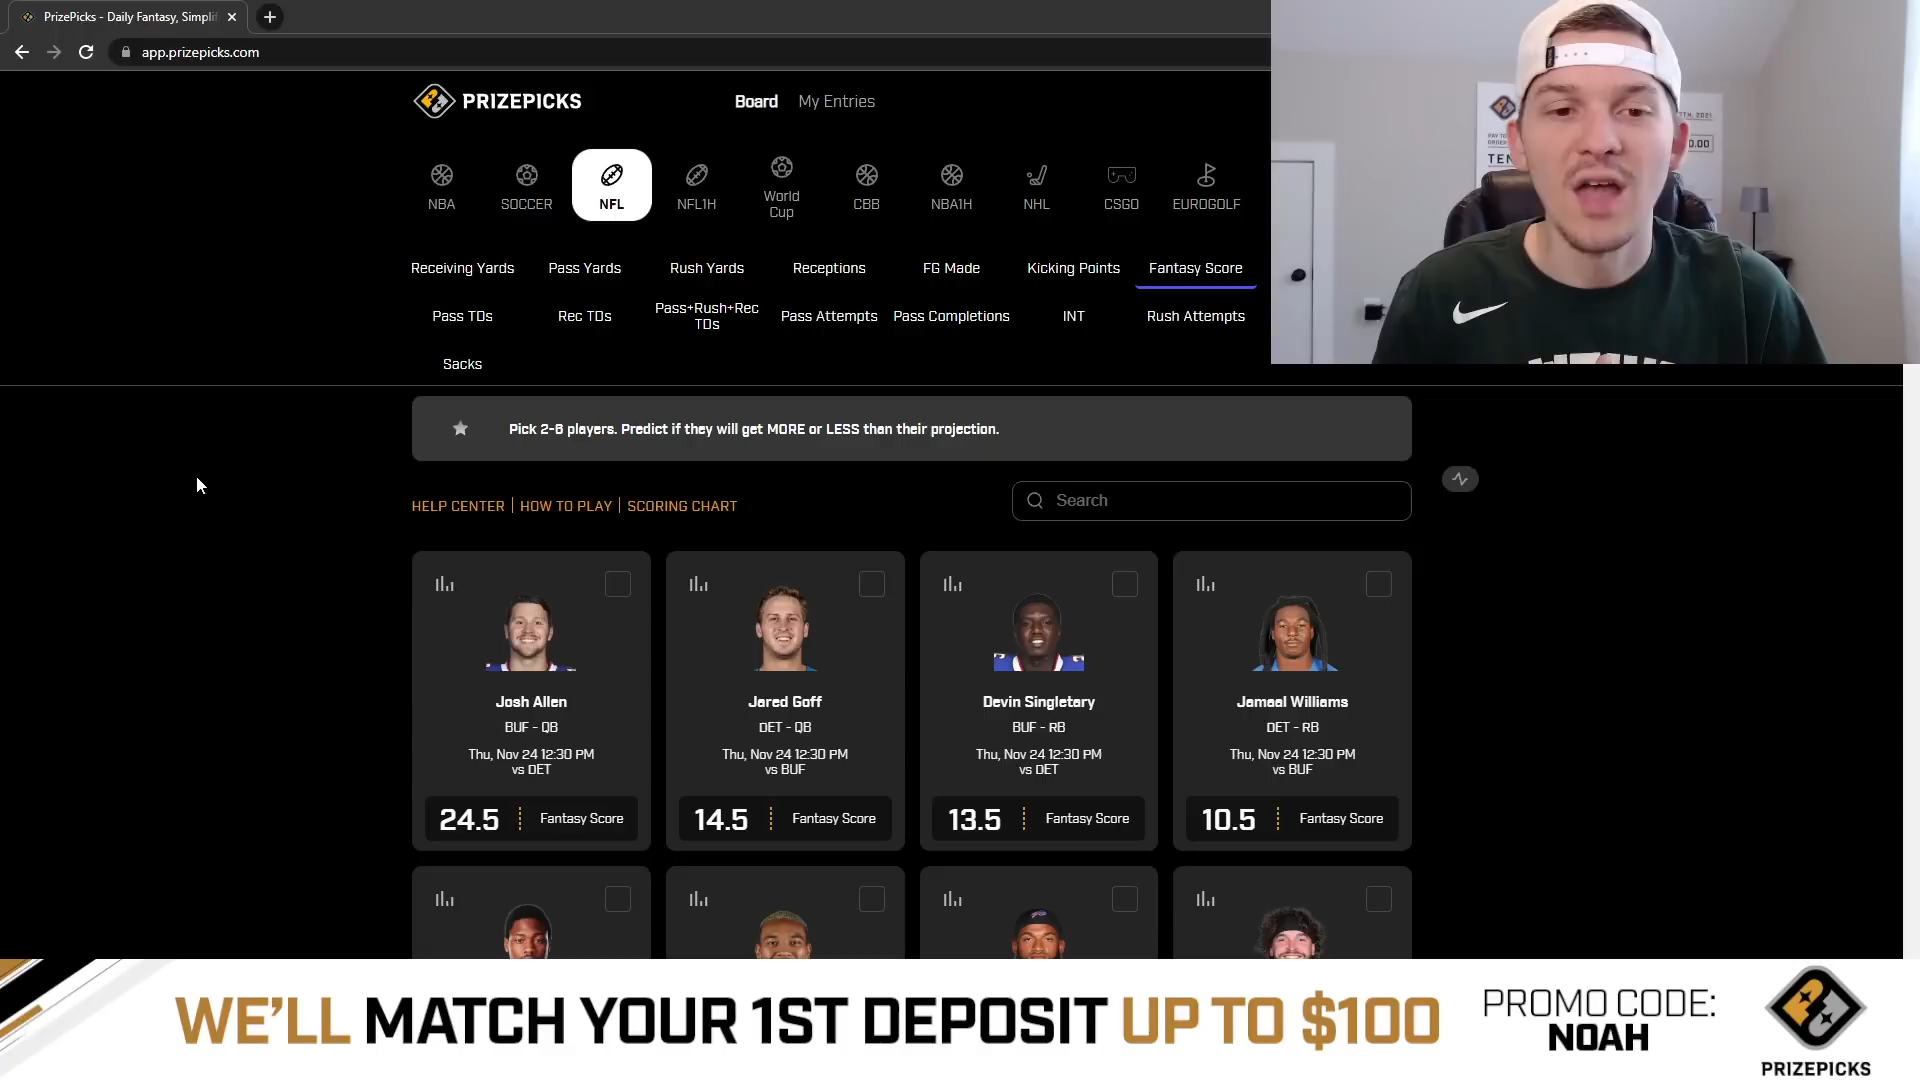 PrizePicks - Daily Fantasy, Simplif
app.prizepicks.com
PRIZEPICKS
Board
My Entries
NBA
SOCCER
NFL
NFL1H
World
Cup
CBB
NBA1H
NHL
CSGO
EUROGOLF
Receiving Yards
Pass Yards
Rush Yards
Receptions
FG Made
Kicking Points
Fantasy Score
Pass TDs
Rec TDs
Pass+Rush+Rec
TDs
Pass Attempts
Pass Completions
INT
Rush Attempts
Sacks
Pick 2-6 players. Predict if they will get MORE or LESS than their projection.
HELP CENTER | HOW TO PLAY | SCORING CHART
Search
Josh Allen
BUF - QB
Thu, Nov 24 12:30 PM
vs DET
24.5
Fantasy Score
Jared Goff
DET - QB
Thu, Nov 24 12:30 PM
vs BUF
14.5
Fantasy Score
Devin Singletary
BUF - RB
Thu, Nov 24 12:30 PM
vs DET
13.5
Fantasy Score
Jamaal Williams
DET - RB
Thu, Nov 24 12:30 PM
vs BUF
10.5
Fantasy Score
WE'LL MATCH YOUR 1ST DEPOSIT UP TO $100
PROMO CODE:
NOAH
PRIZEPICKS